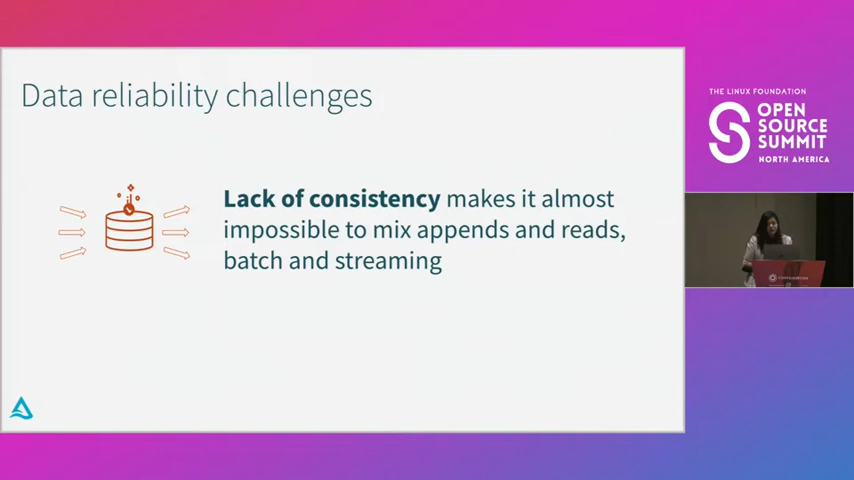 Data reliability challenges
Lack of consistency makes it almost
impossible to mix appends and reads,
batch and streaming
THE LINUX FOUNDATION
OPEN
SOURCE
SUMMIT
NORTH AMERICA